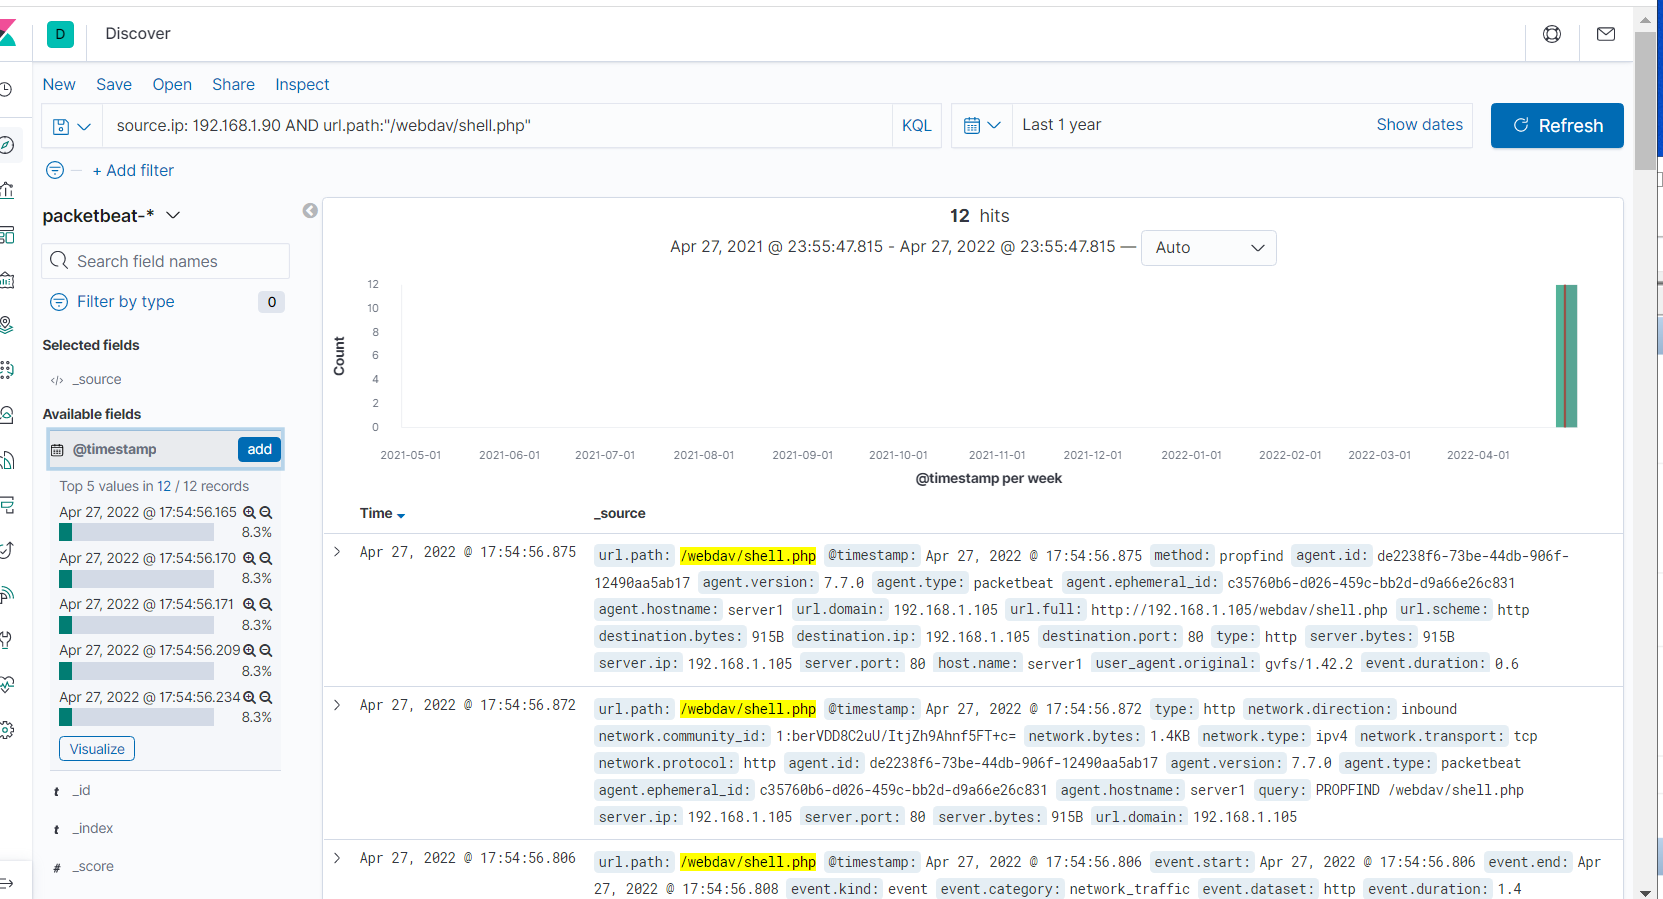 D Discover
New Save Open Share Inspect
source.ip: 192.168.1.90 AND url.path:"/webdav/shell.php" KQL Last 1 year Show dates Refresh
+ Add filter
packetbeat-*
Search field names
Filter by type 0
Selected fields
_source
Available fields
@timestamp add
Top 5 values in 12 / 12 records
Apr 27, 2022 @ 17:54:56.165
8.3%
Apr 27, 2022 @ 17:54:56.170
8.3%
Apr 27, 2022 @ 17:54:56.171
8.3%
Apr 27, 2022 @ 17:54:56.209
8.3%
Apr 27, 2022 @ 17:54:56.234
8.3%
Visualize
t _id
t _index
# _score
12 hits
Apr 27, 2021 @ 23:55:47.815 - Apr 27, 2022 @ 23:55:47.815 — Auto
Count
12
10
8
6
4
2
0
2021-05-01 2021-06-01 2021-07-01 2021-08-01 2021-09-01 2021-10-01 2021-11-01 2021-12-01 2022-01-01 2022-02-01 2022-03-01 2022-04-01
@timestamp per week
Time _source
Apr 27, 2022 @ 17:54:56.875 url.path: /webdav/shell.php @timestamp: Apr 27, 2022 @ 17:54:56.875 method: propfind agent.id: de2238f6-73be-44db-906f-
12490aa5ab17 agent.version: 7.7.0 agent.type: packetbeat agent.ephemeral_id: c35760b6-d026-459c-bb2d-d9a66e26c831
agent.hostname: server1 url.domain: 192.168.1.105 url.full: http://192.168.1.105/webdav/shell.php url.scheme: http
destination.bytes: 915B destination.ip: 192.168.1.105 destination.port: 80 type: http server.bytes: 915B
server.ip: 192.168.1.105 server.port: 80 host.name: server1 user_agent.original: gvfs/1.42.2 event.duration: 0.6
Apr 27, 2022 @ 17:54:56.872 url.path: /webdav/shell.php @timestamp: Apr 27, 2022 @ 17:54:56.872 type: http network.direction: inbound
network.community_id: 1:berVDD8C2uU/ItjZh9Ahnf5FT+c= network.bytes: 1.4KB network.type: ipv4 network.transport: tcp
network.protocol: http agent.id: de2238f6-73be-44db-906f-12490aa5ab17 agent.version: 7.7.0 agent.type: packetbeat
agent.ephemeral_id: c35760b6-d026-459c-bb2d-d9a66e26c831 agent.hostname: server1 query: PROPFIND /webdav/shell.php
server.ip: 192.168.1.105 server.port: 80 server.bytes: 915B url.domain: 192.168.1.105
Apr 27, 2022 @ 17:54:56.806 url.path: /webdav/shell.php @timestamp: Apr 27, 2022 @ 17:54:56.806 event.start: Apr 27, 2022 @ 17:54:56.806 event.end: Apr
27, 2022 @ 17:54:56.808 event.kind: event event.category: network_traffic event.dataset: http event.duration: 1.4